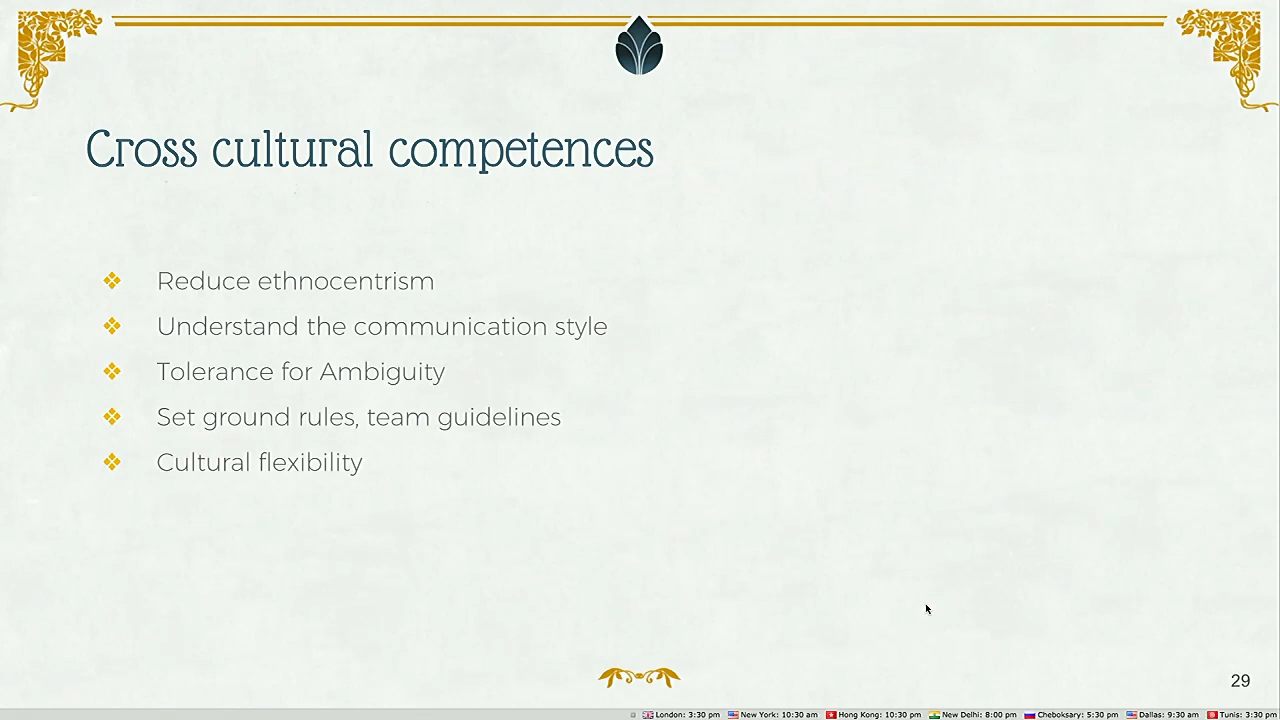 Cross cultural competences
Reduce ethnocentrism
Understand the communication style
Tolerance for Ambiguity
Set ground rules, team guidelines
Cultural flexibility
29
London: 3:30 pm New York: 10:30 am Hong Kong: 10:30 pm New Delhi: 8:00 pm Cheboksary: 5:30 pm Dallas: 9:30 am Tunis: 3:30 pm